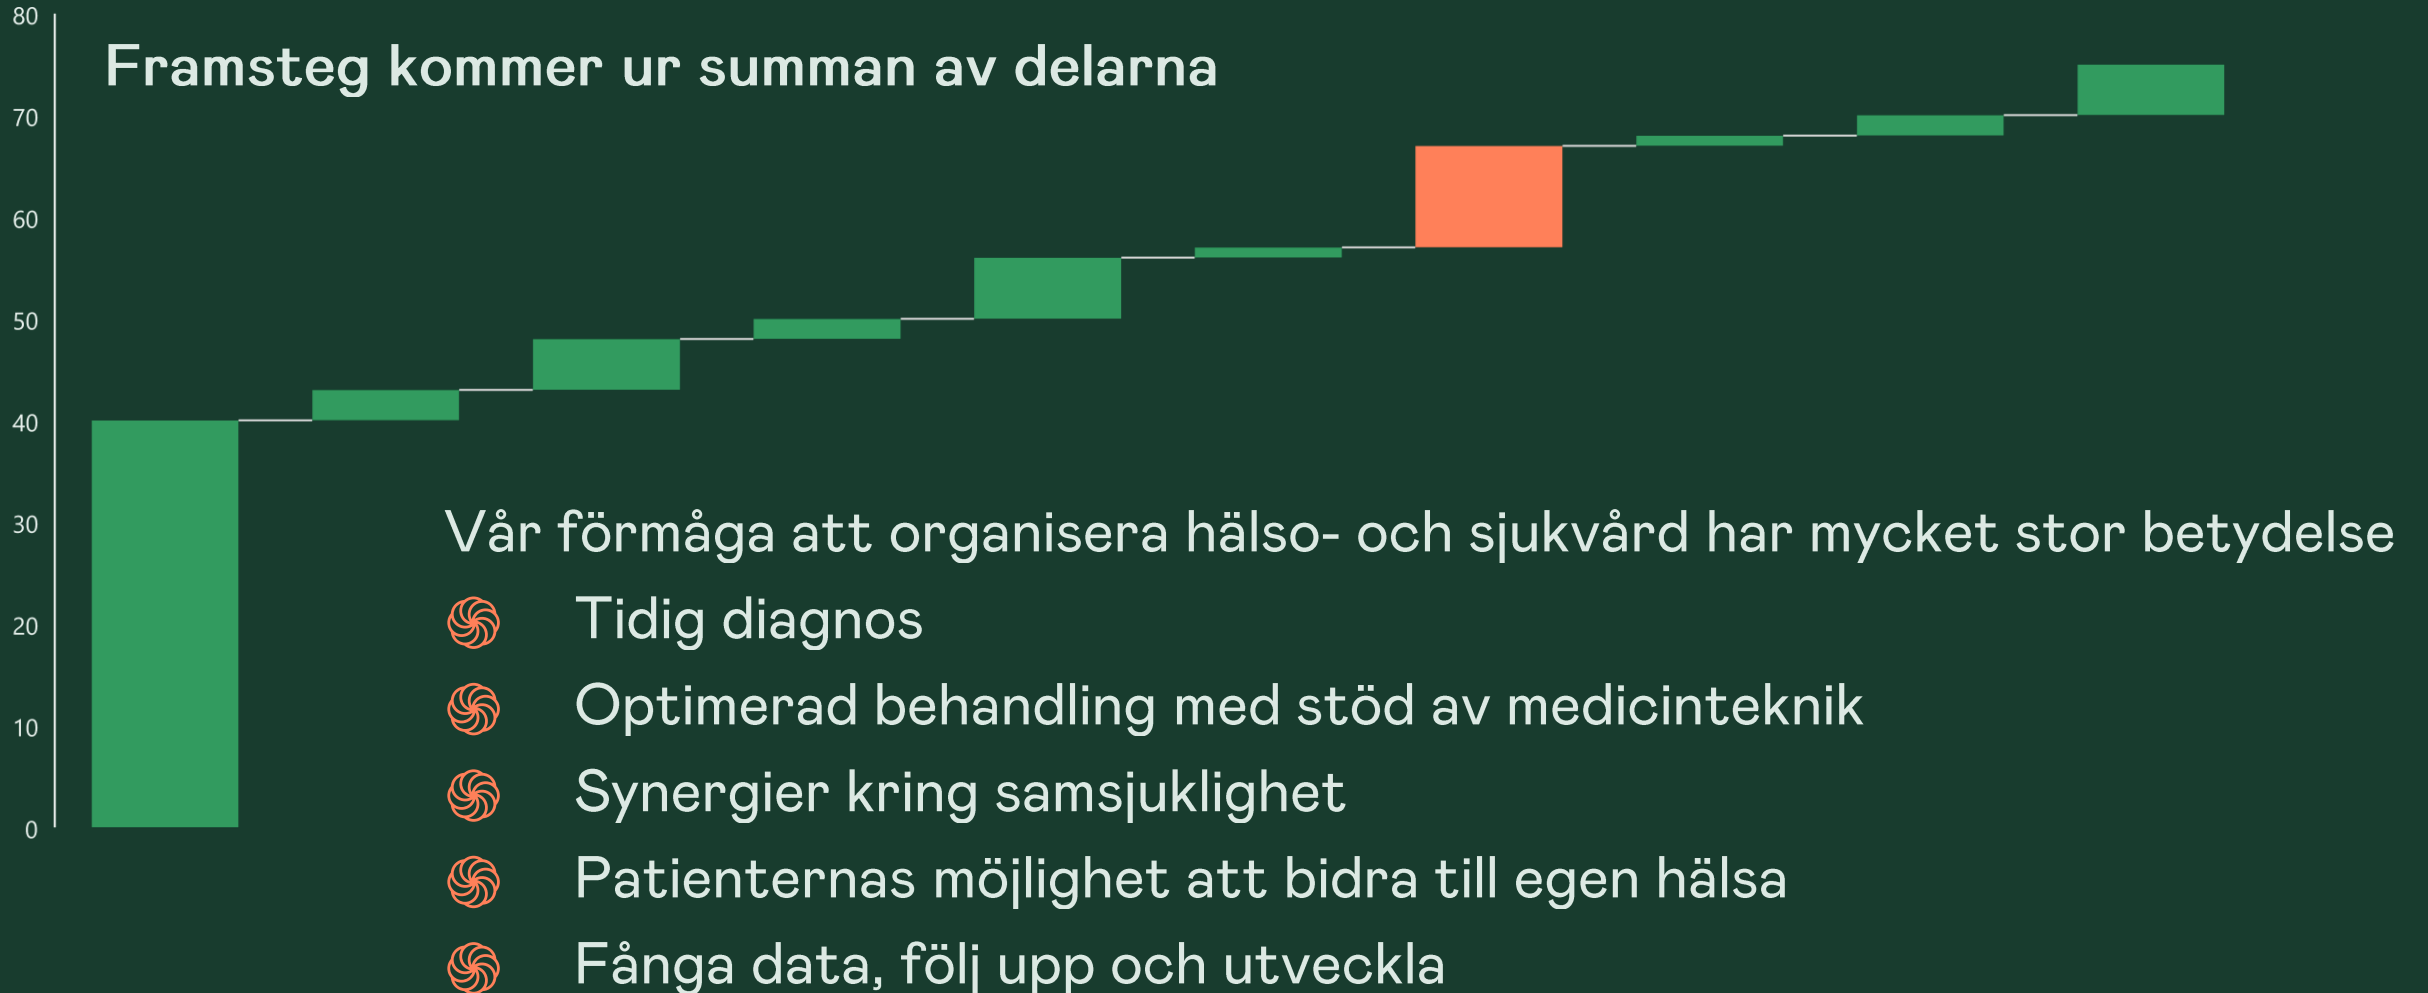 80
Framsteg kommer ur summan av delarna
70
60
50
40
30
20
10
0
Vår förmåga att organisera hälso- och sjukvård har mycket stor betydelse
Tidig diagnos
Optimerad behandling med stöd av medicinteknik
Synergier kring samsjuklighet
Patienternas möjlighet att bidra till egen hälsa
Fånga data, följ upp och utveckla